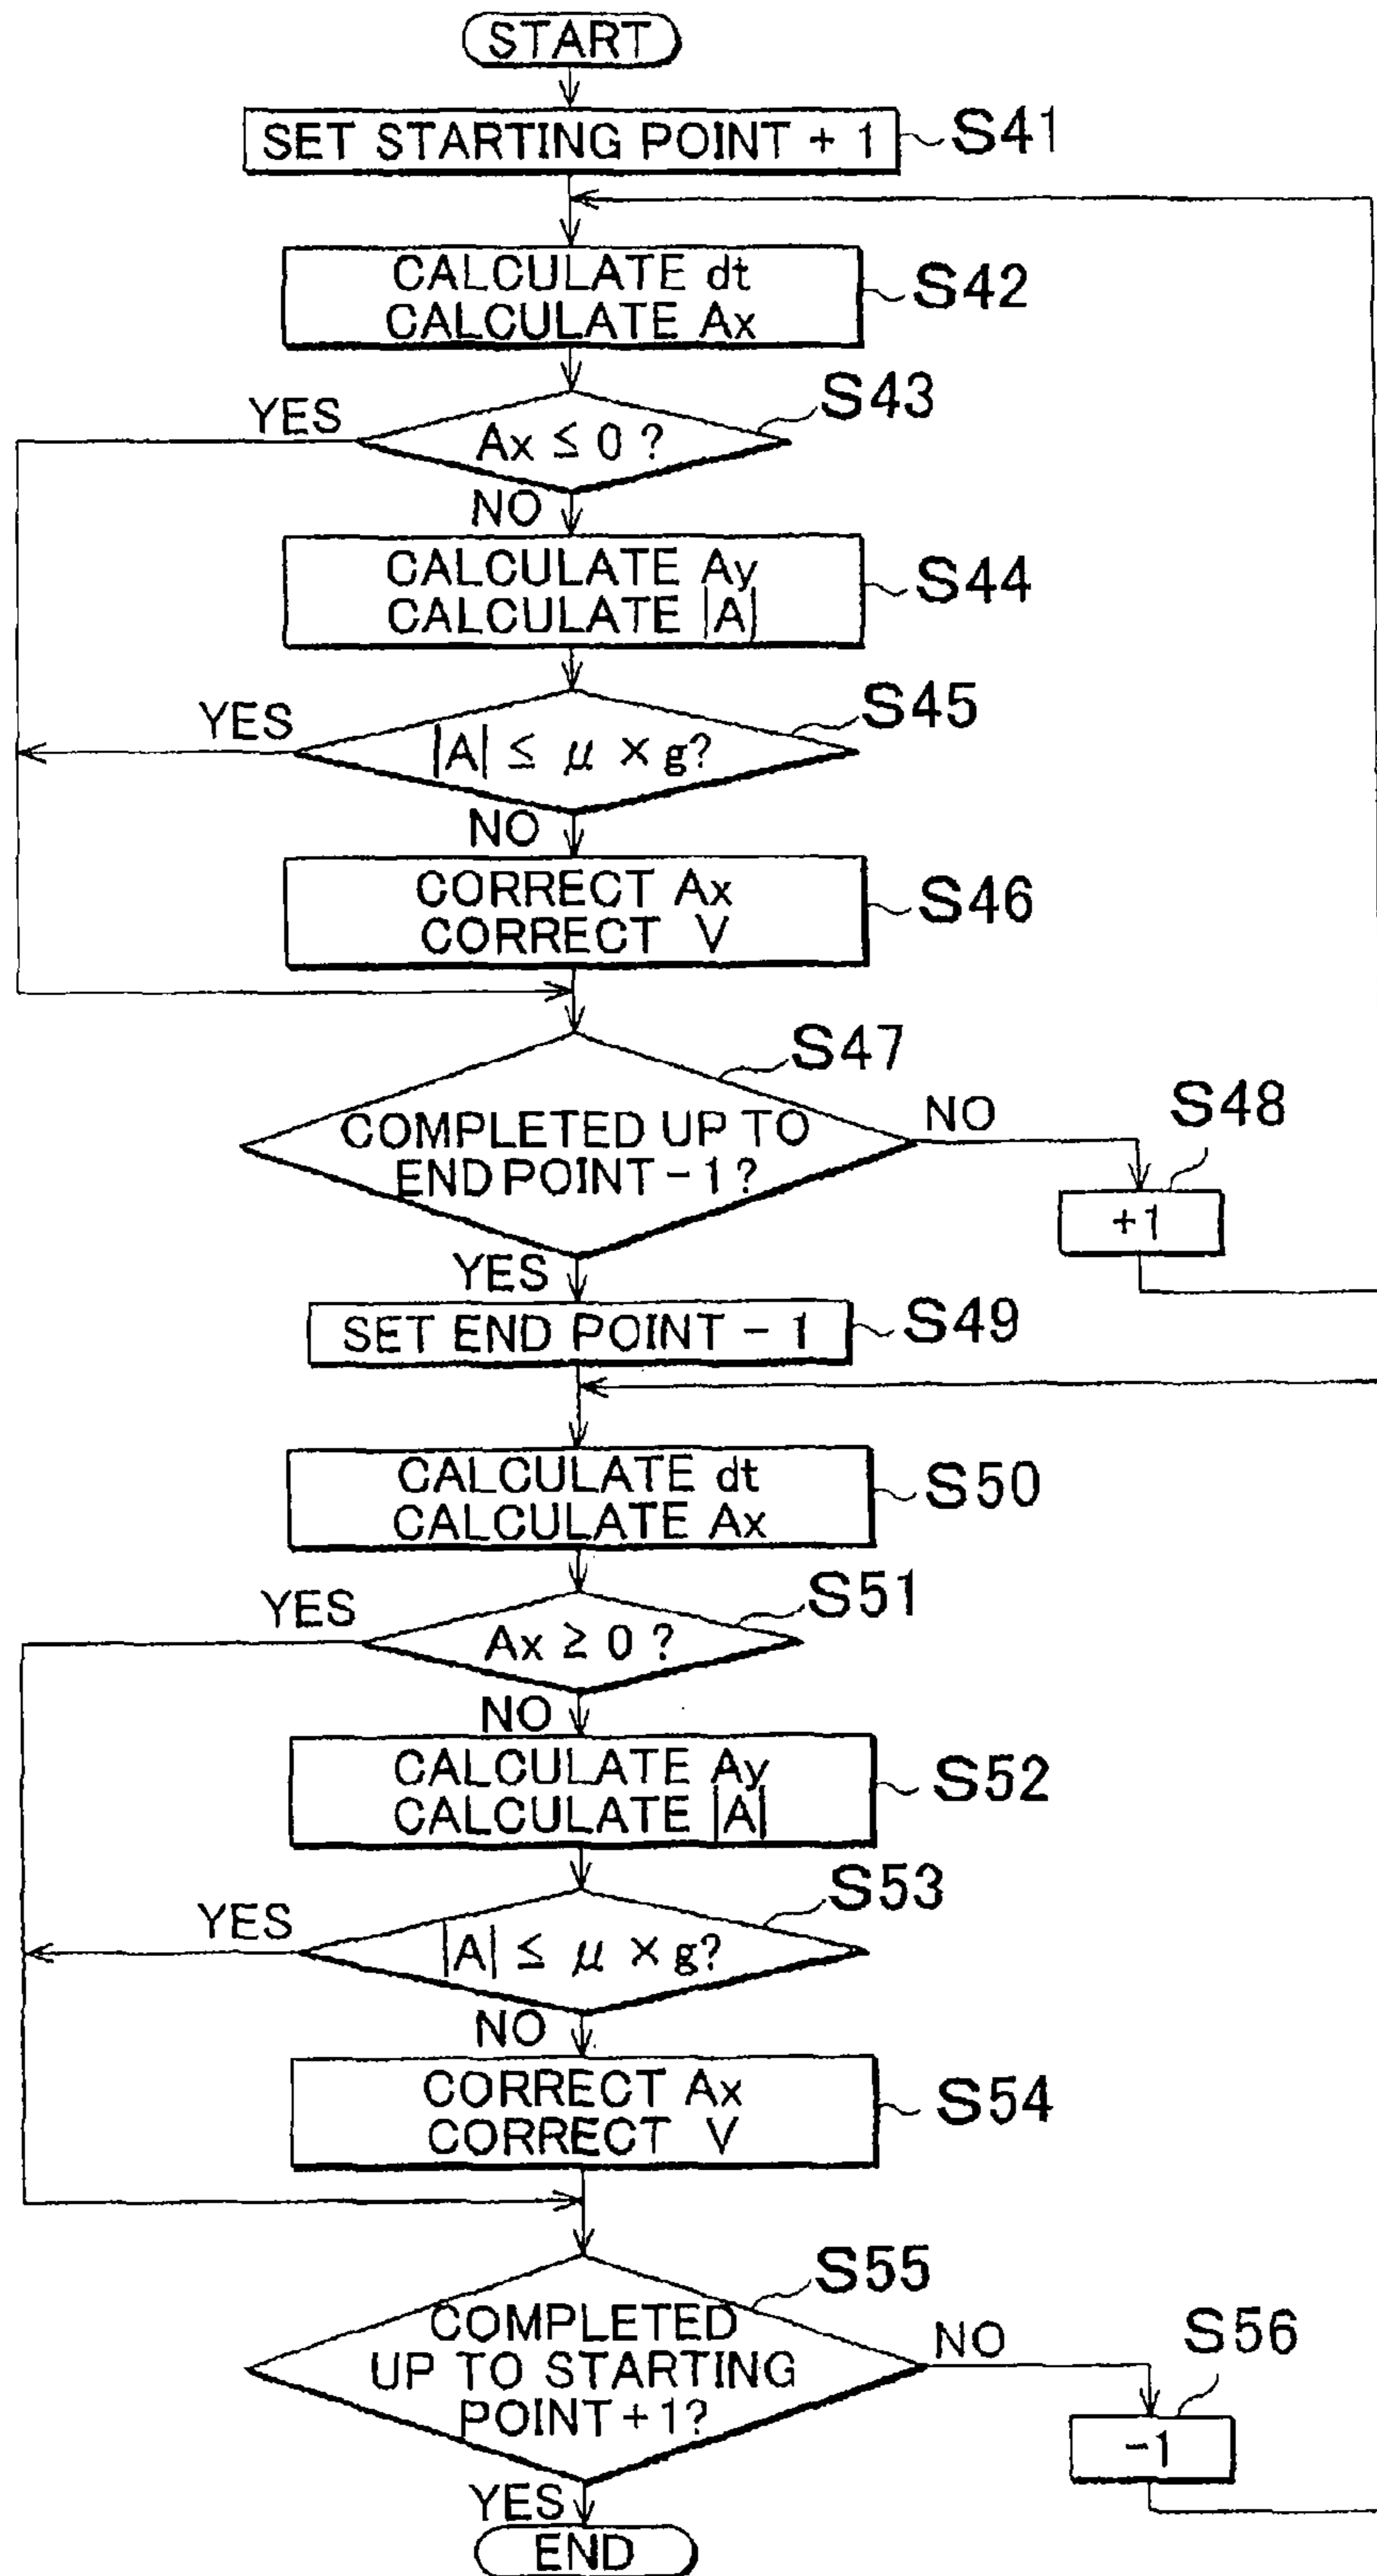 START
SET STARTING POINT + 1
S41
CALCULATE dt
CALCULATE Ax
S42
S43
YES
Ax ≤ 0 ?
NO
CALCULATE Ay
CALCULATE |A|
S44
S45
YES
|A| ≤ μ × g?
NO
CORRECT Ax
CORRECT V
S46
S47
COMPLETED UP TO
END POINT - 1 ?
NO
S48
+1
YES
SET END POINT - 1
S49
CALCULATE dt
CALCULATE Ax
S50
S51
YES
Ax ≥ 0 ?
NO
CALCULATE Ay
CALCULATE |A|
S52
S53
YES
|A| ≤ μ × g?
NO
CORRECT Ax
CORRECT V
S54
S55
COMPLETED
UP TO STARTING
POINT + 1?
NO
S56
-1
YES
END